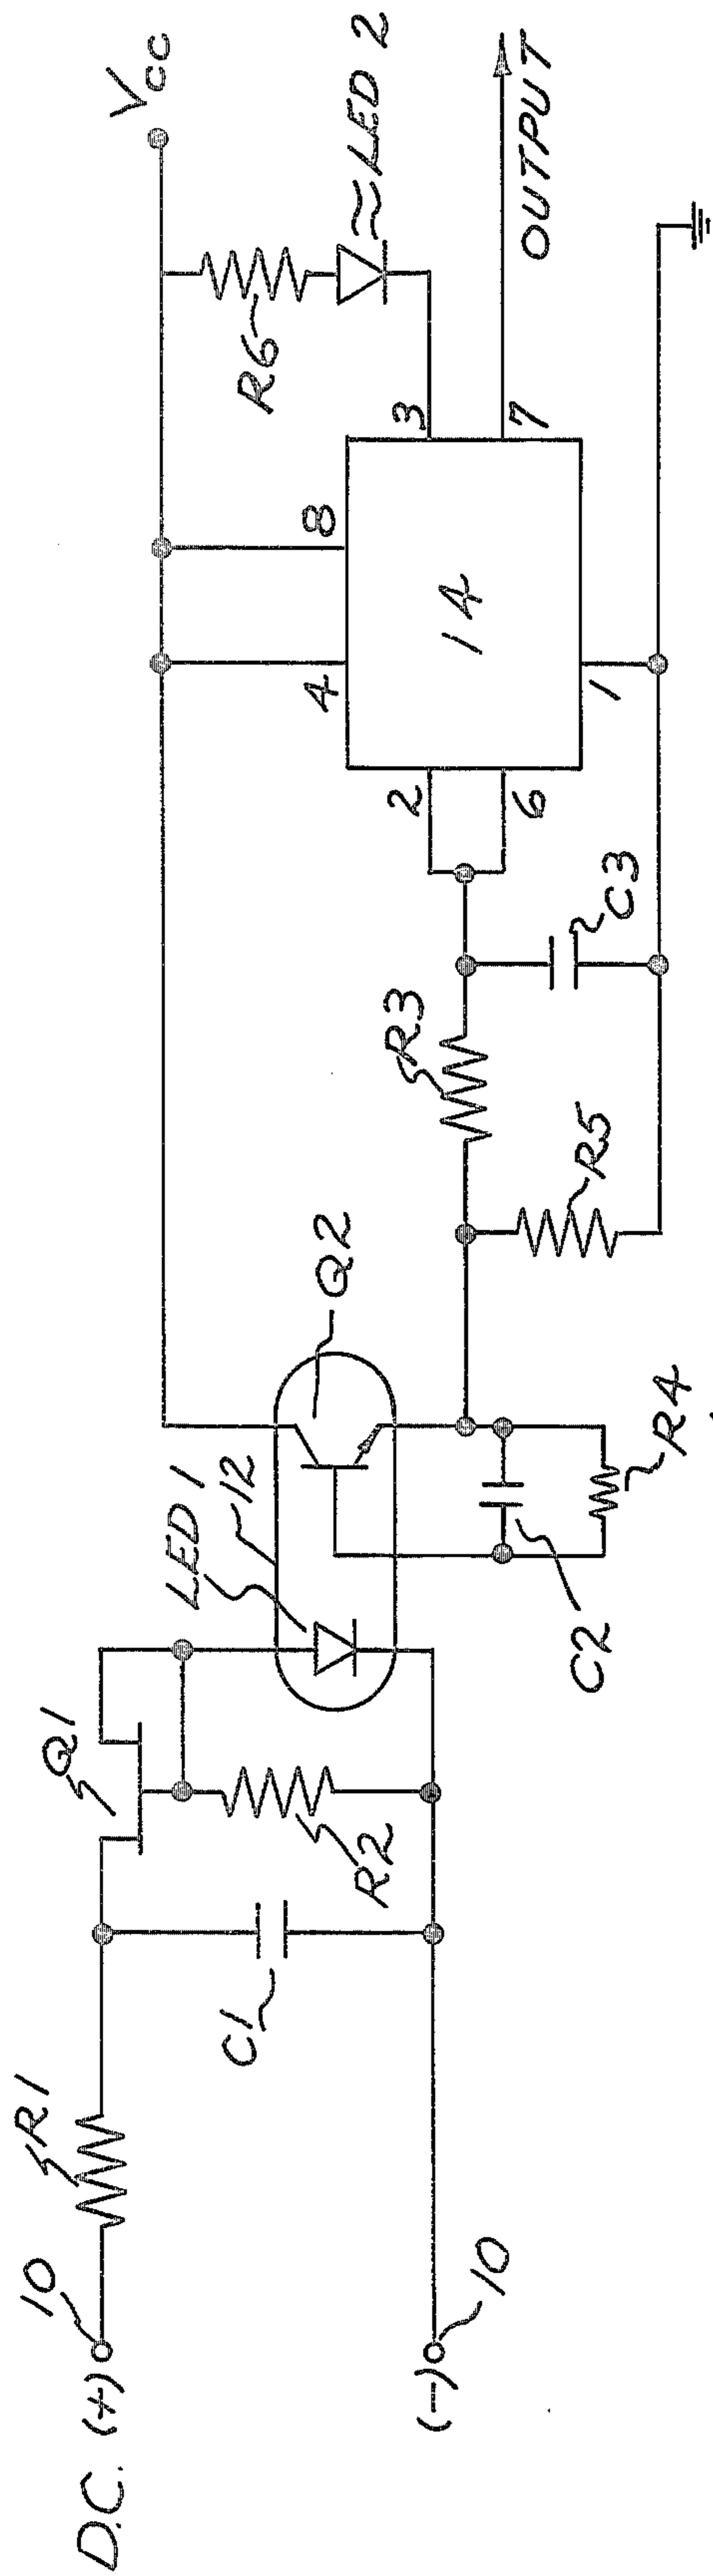 D.C. (+)
10
R1
Q1
C1
R2
LED 1
12
Q2
(-)
10
C2
R4
R5
R3
C3
Vcc
4
8
2
6
14
1
3
7
R6
LED 2
OUTPUT